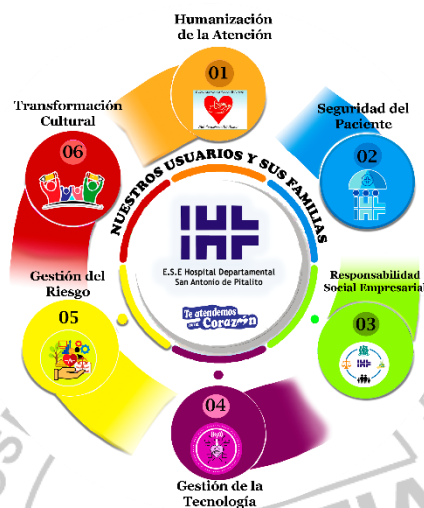 Humanización
de la Atención
01
Transformación
Cultural
06
Seguridad del
Paciente
02
NUESTROS USUARIOS Y SUS FAMILIAS
E.S.E Hospital Departamental
San Antonio de Pitalito
Te atendemos
Corazón
Gestión del
Riesgo
05
Responsabilidad
Social Empresarial
03
04
Gestión de la
Tecnología